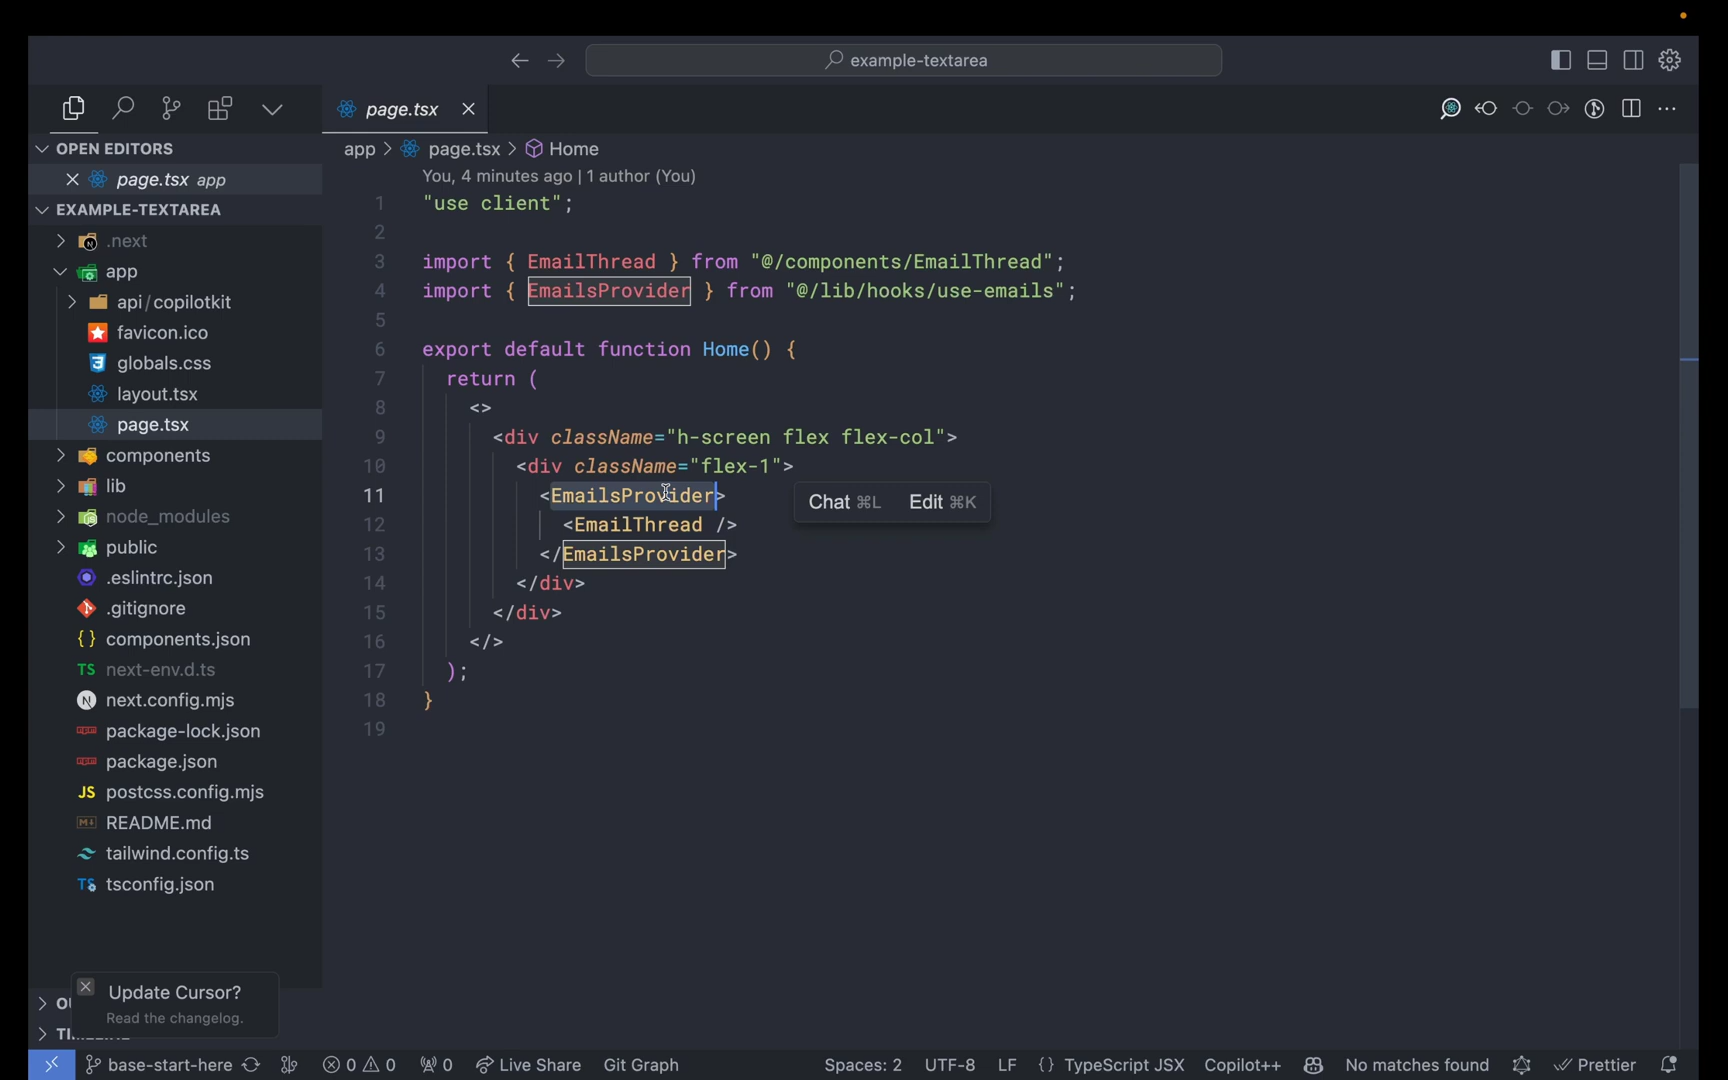 example-textarea
page.tsx
OPEN EDITORS
page.tsx app
EXAMPLE-TEXTAREA
.next
app
api/copilotkit
favicon.ico
globals.css
layout.tsx
page.tsx
components
lib
node_modules
public
.eslintrc.json
.gitignore
{ } components.json
TS next-env.d.ts
N next.config.mjs
package-lock.json
package.json
JS postcss.config.mjs
README.md
tailwind.config.ts
TS tsconfig.json
Update Cursor?
Read the changelog.
app > page.tsx > Home
You, 4 minutes ago | 1 author (You)
1 "use client";
2
3 import { EmailThread } from "@/components/EmailThread";
4 import { EmailsProvider } from "@/lib/hooks/use-emails";
5
6 export default function Home() {
7 return (
8 <>
9 <div className="h-screen flex flex-col">
10 <div className="flex-1">
11 <EmailsProvider>
12 <EmailThread />
13 </EmailsProvider>
14 </div>
15 </div>
16 </>
17 );
18 }
19
Chat ⌘L Edit ⌘K
base-start-here 0 0 0 Live Share Git Graph Spaces: 2 UTF-8 LF { } TypeScript JSX Copilot++ No matches found Prettier